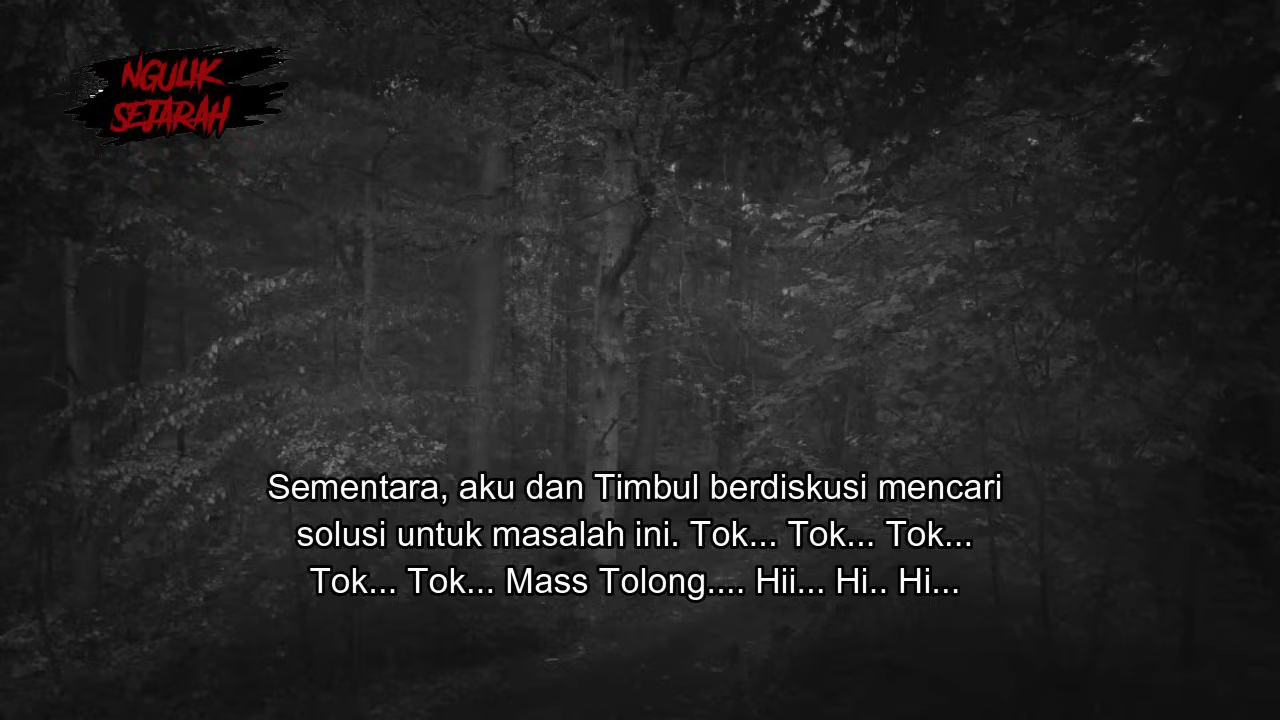 NGULIK
SEJARAH
Sementara, aku dan Timbul berdiskusi mencari
solusi untuk masalah ini. Tok... Tok... Tok...
Tok... Tok... Mass Tolong.... Hii... Hi.. Hi...